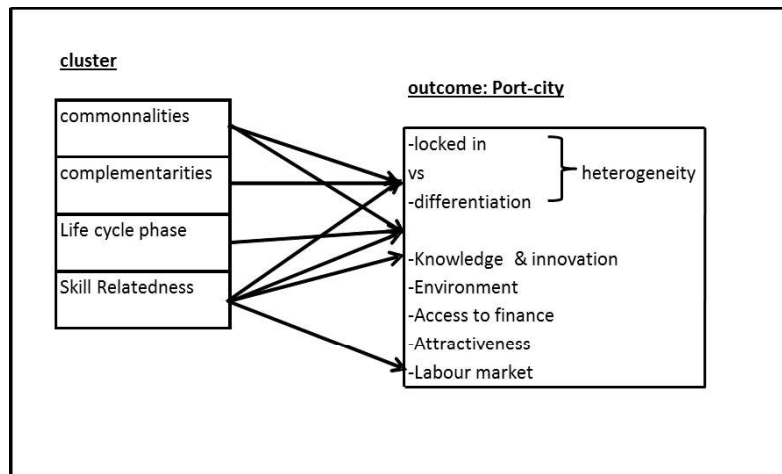 cluster
commonnalities
complementarities
Life cycle phase
Skill Relatedness
outcome: Port-city
-locked in
vs
-differentiation
heterogeneity
-Knowledge & innovation
-Environment
-Access to finance
-Attractiveness
-Labour market